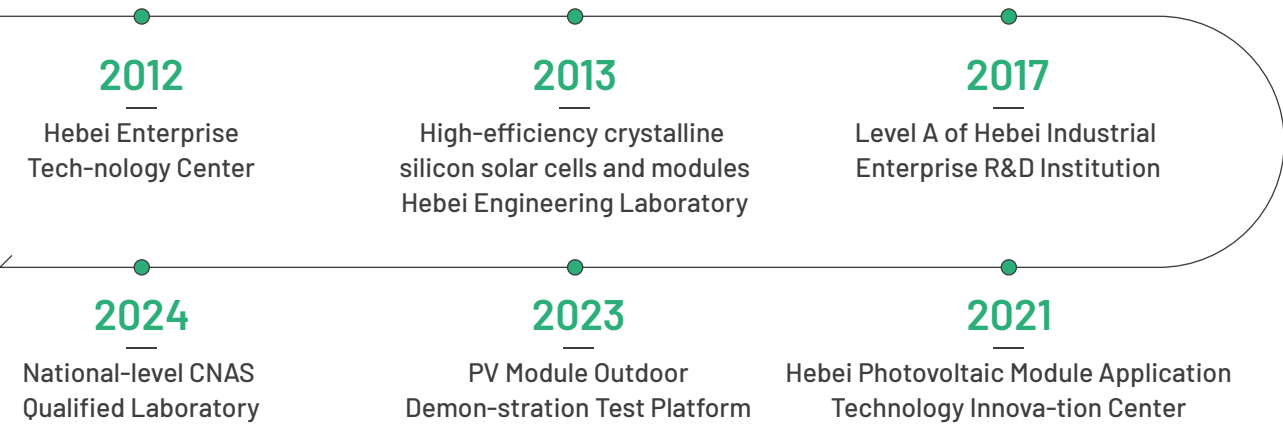 2012
Hebei Enterprise
Tech-nology Center
2013
High-efficiency crystalline
silicon solar cells and modules
Hebei Engineering Laboratory
2017
Level A of Hebei Industrial
Enterprise R&D Institution
2021
Hebei Photovoltaic Module Application
Technology Innova-tion Center
2023
PV Module Outdoor
Demon-stration Test Platform
2024
National-level CNAS
Qualified Laboratory